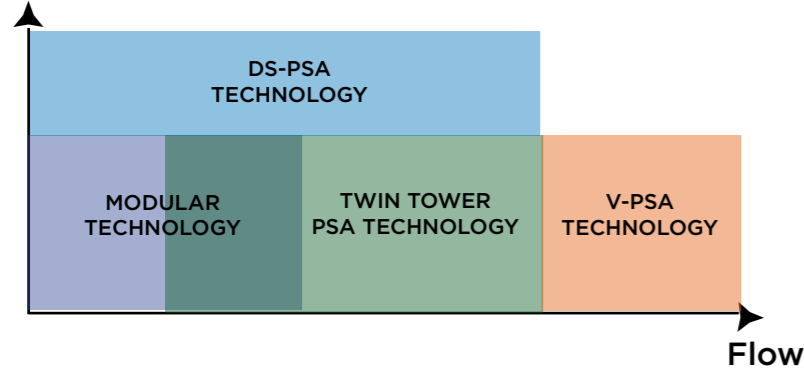 DS-PSA
TECHNOLOGY
MODULAR
TECHNOLOGY
TWIN TOWER
PSA TECHNOLOGY
V-PSA
TECHNOLOGY
Flow